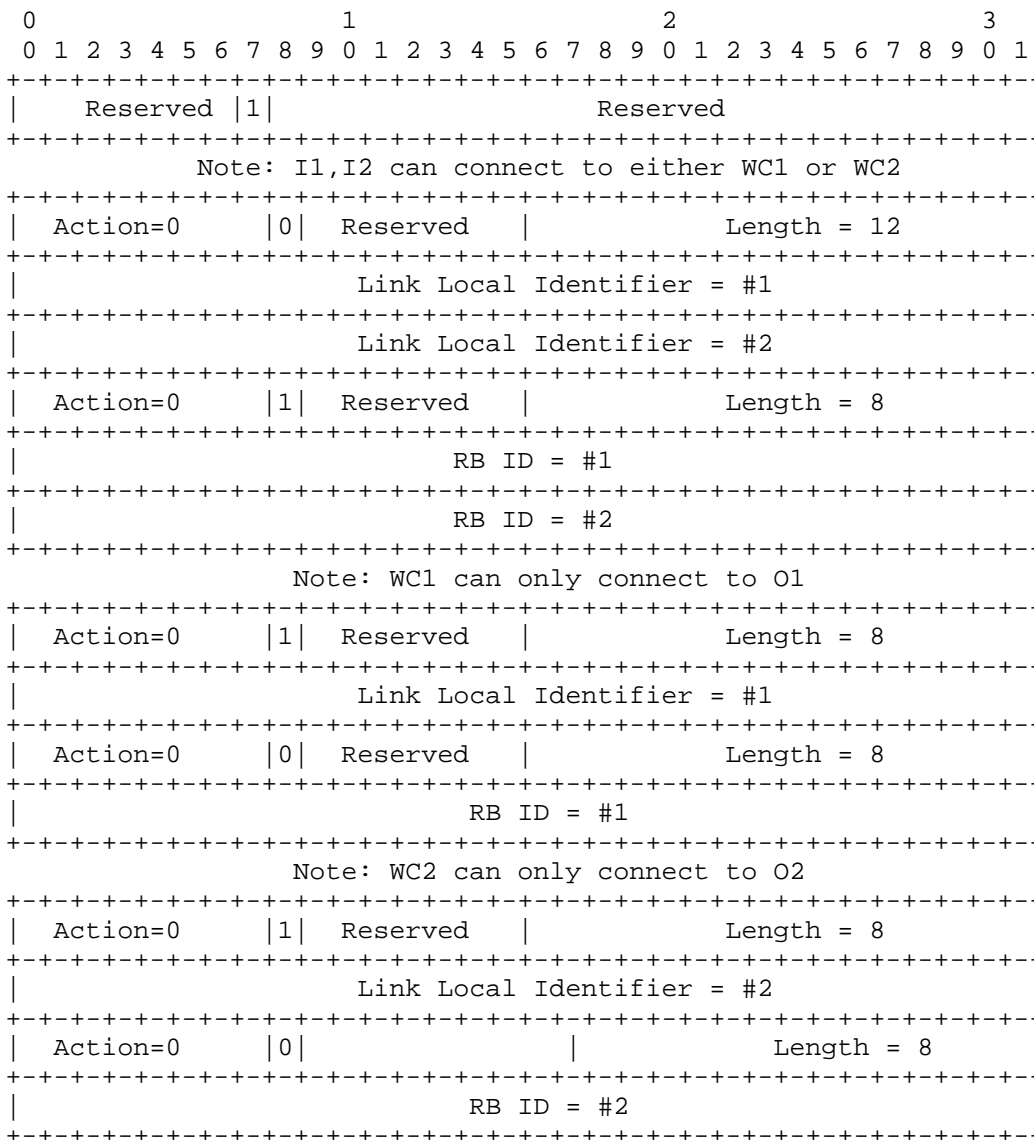 0                   1                   2                   3
0 1 2 3 4 5 6 7 8 9 0 1 2 3 4 5 6 7 8 9 0 1 2 3 4 5 6 7 8 9 0 1
+-+-+-+-+-+-+-+-+-+-+-+-+-+-+-+-+-+-+-+-+-+-+-+-+-+-+-+-+-+-+-+-
|    Reserved |1|                    Reserved
+-+-+-+-+-+-+-+-+-+-+-+-+-+-+-+-+-+-+-+-+-+-+-+-+-+-+-+-+-+-+-+-
Note: I1,I2 can connect to either WC1 or WC2
+-+-+-+-+-+-+-+-+-+-+-+-+-+-+-+-+-+-+-+-+-+-+-+-+-+-+-+-+-+-+-+-
|  Action=0     |0|  Reserved   |            Length = 12
+-+-+-+-+-+-+-+-+-+-+-+-+-+-+-+-+-+-+-+-+-+-+-+-+-+-+-+-+-+-+-+-
|                     Link Local Identifier = #1
+-+-+-+-+-+-+-+-+-+-+-+-+-+-+-+-+-+-+-+-+-+-+-+-+-+-+-+-+-+-+-+-
|                     Link Local Identifier = #2
+-+-+-+-+-+-+-+-+-+-+-+-+-+-+-+-+-+-+-+-+-+-+-+-+-+-+-+-+-+-+-+-
|  Action=0     |1|  Reserved   |            Length = 8
+-+-+-+-+-+-+-+-+-+-+-+-+-+-+-+-+-+-+-+-+-+-+-+-+-+-+-+-+-+-+-+-
|                           RB ID = #1
+-+-+-+-+-+-+-+-+-+-+-+-+-+-+-+-+-+-+-+-+-+-+-+-+-+-+-+-+-+-+-+-
|                           RB ID = #2
+-+-+-+-+-+-+-+-+-+-+-+-+-+-+-+-+-+-+-+-+-+-+-+-+-+-+-+-+-+-+-+-
Note: WC1 can only connect to O1
+-+-+-+-+-+-+-+-+-+-+-+-+-+-+-+-+-+-+-+-+-+-+-+-+-+-+-+-+-+-+-+-
|  Action=0     |1|  Reserved   |            Length = 8
+-+-+-+-+-+-+-+-+-+-+-+-+-+-+-+-+-+-+-+-+-+-+-+-+-+-+-+-+-+-+-+-
|                     Link Local Identifier = #1
+-+-+-+-+-+-+-+-+-+-+-+-+-+-+-+-+-+-+-+-+-+-+-+-+-+-+-+-+-+-+-+-
|  Action=0     |0|  Reserved   |            Length = 8
+-+-+-+-+-+-+-+-+-+-+-+-+-+-+-+-+-+-+-+-+-+-+-+-+-+-+-+-+-+-+-+-
|                            RB ID = #1
+-+-+-+-+-+-+-+-+-+-+-+-+-+-+-+-+-+-+-+-+-+-+-+-+-+-+-+-+-+-+-+-
Note: WC2 can only connect to O2
+-+-+-+-+-+-+-+-+-+-+-+-+-+-+-+-+-+-+-+-+-+-+-+-+-+-+-+-+-+-+-+-
|  Action=0     |1|  Reserved   |            Length = 8
+-+-+-+-+-+-+-+-+-+-+-+-+-+-+-+-+-+-+-+-+-+-+-+-+-+-+-+-+-+-+-+-
|                     Link Local Identifier = #2
+-+-+-+-+-+-+-+-+-+-+-+-+-+-+-+-+-+-+-+-+-+-+-+-+-+-+-+-+-+-+-+-
|  Action=0     |0|                |            Length = 8
+-+-+-+-+-+-+-+-+-+-+-+-+-+-+-+-+-+-+-+-+-+-+-+-+-+-+-+-+-+-+-+-
|                            RB ID = #2
+-+-+-+-+-+-+-+-+-+-+-+-+-+-+-+-+-+-+-+-+-+-+-+-+-+-+-+-+-+-+-+-